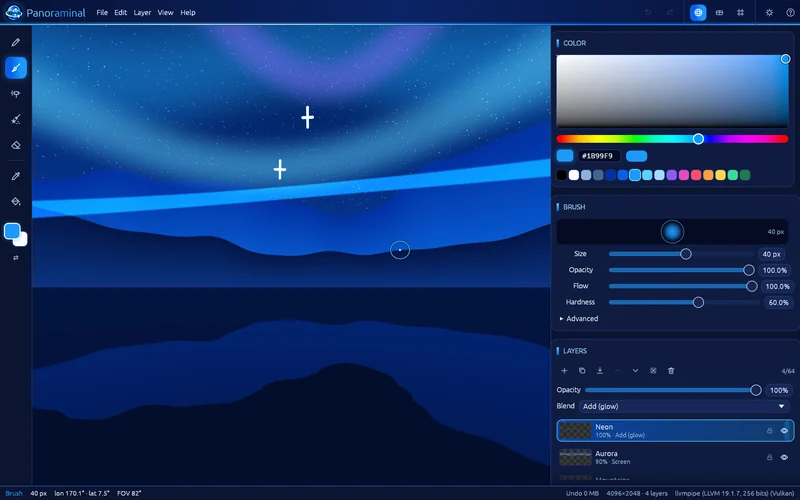 Panoraminal File Edit Layer View Help
COLOR
#1B99F9
BRUSH
40 px
Size 40 px
Opacity 100.0%
Flow 100.0%
Hardness 60.0%
Advanced
LAYERS
4/64
Opacity 100%
Blend Add (glow)
Neon
100% · Add (glow)
Aurora
90% · Screen
Brush 40 px lon 170.1° · lat 7.5° FOV 82° Undo 0 MB 4096×2048 · 4 layers llvmpipe (LLVM 19.1.7, 256 bits) (Vulkan)